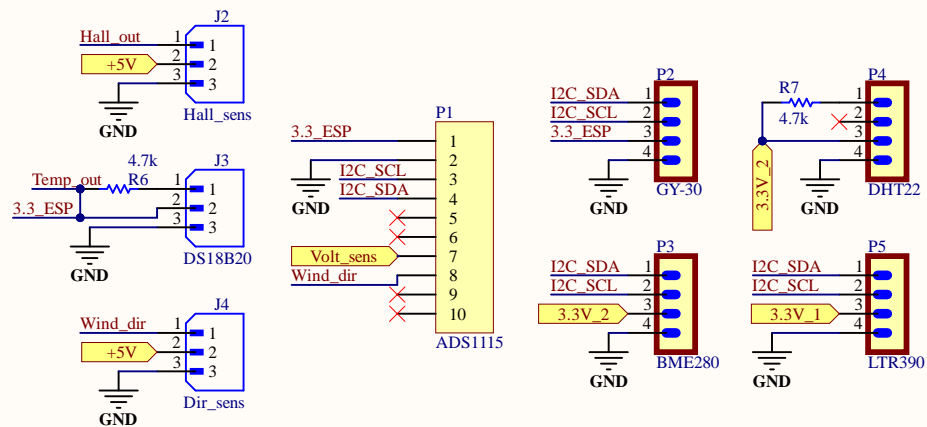 J2
Hall_out
1
1
+5V
2
2
3
3
GND
Hall_sens
4.7k
J3
Temp_out
R6
1
1
3.3_ESP
2
2
3
3
GND
DS18B20
J4
Wind_dir
1
1
+5V
2
2
3
3
GND
Dir_sens
P1
3.3_ESP
1
2
GND
I2C_SCL
3
I2C_SDA
4
5
6
Volt_sens
7
Wind_dir
8
9
10
ADS1115
P2
I2C_SDA
1
I2C_SCL
2
3.3_ESP
3
4
GND
GY-30
P3
I2C_SDA
1
I2C_SCL
2
3.3V_2
3
4
GND
BME280
P4
R7
1
4.7k
2
3
4
3.3V_2
GND
DHT22
P5
I2C_SDA
1
I2C_SCL
2
3.3V_1
3
4
GND
LTR390